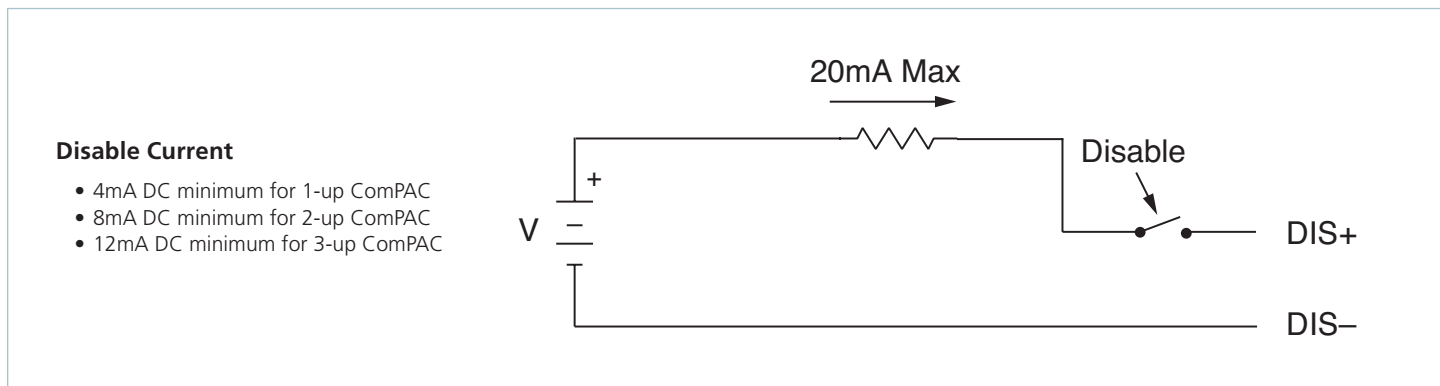 20mA Max
Disable Current
• 4mA DC minimum for 1-up ComPAC
• 8mA DC minimum for 2-up ComPAC
• 12mA DC minimum for 3-up ComPAC
Disable
+
V
DIS+
DIS–